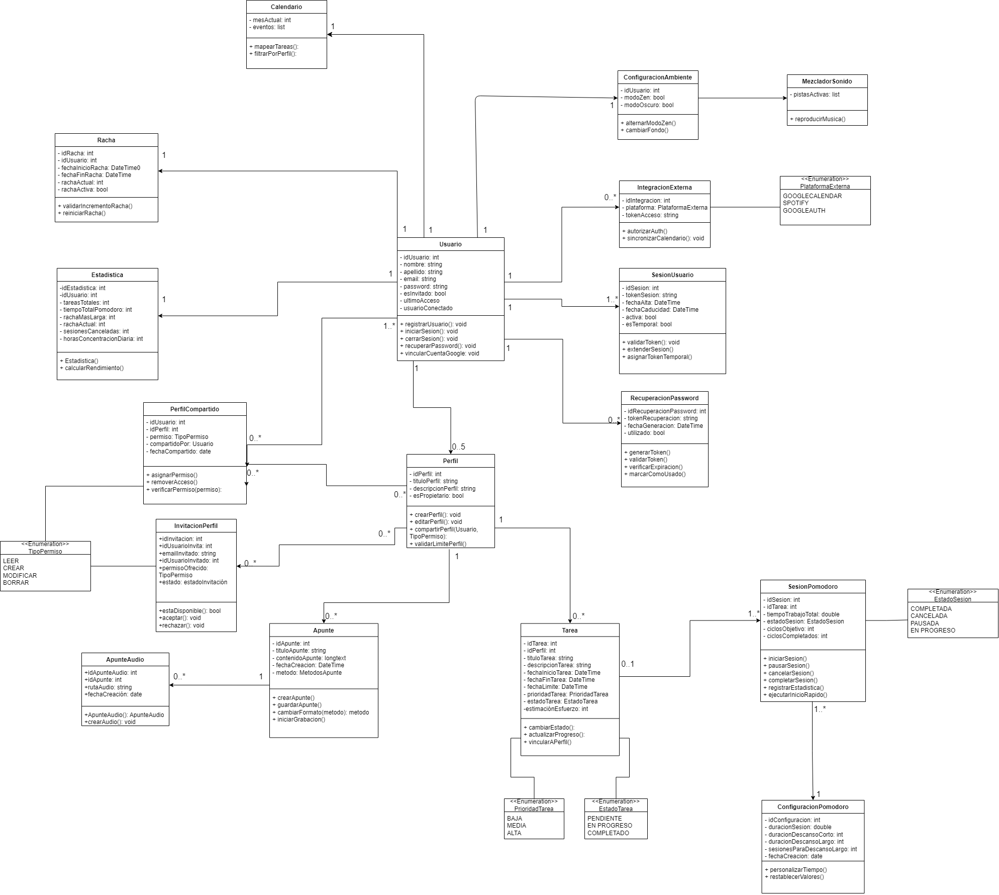 Calendario
- mesActual: int
- eventos: list
+ mapearTareas():
+ filtrarPorPerfil():
1
1
ConfiguracionAmbiente
- idUsuario: int
- modoZen: bool
- modoOscuro: bool
+ alternarModoZen()
+ cambiarFondo()
1
1
MezcladorSonido
- pistasActivas: list
+ reproducirMusica()
Racha
- idRacha: int
- idUsuario: int
- fechaInicioRacha: DateTime0
- fechaFinRacha: DateTime
- rachaActual: int
- rachaActiva: bool
+ validarIncrementoRacha()
+ reiniciarRacha()
1
1
IntegracionExterna
- idIntegracion: int
- plataforma: PlataformaExterna
- tokenAcceso: string
+ autorizarAuth()
+ sincronizarCalendario(): void
0..*
1
<<Enumeration>>
PlataformaExterna
GOOGLECALENDAR
SPOTIFY
GOOGLEAUTH
Usuario
- idUsuario: int
- nombre: string
- apellido: string
- email: string
- password: string
- esInvitado: bool
- ultimoAcceso
- usuarioConectado
+ registrarUsuario(): void
+ iniciarSesion(): void
+ cerrarSesion(): void
+ recuperarPassword(): void
+ vincularCuentaGoogle: void
Estadistica
-idEstadistica: int
-idUsuario: int
- tareasTotales: int
- tiempoTotalPomodoro: int
- rachaMasLarga: int
- rachaActual: int
- sesionesCanceladas: int
- horasConcentracionDiaria: int
+ Estadistica()
+ calcularRendimiento()
1
1
SesionUsuario
- idSesion: int
- tokenSesion: string
- fechaAlta: DateTime
- fechaCaducidad: DateTime
- activa: bool
- esTemporal: bool
+ validarToken(): void
+ extenderSesion()
+ asignarTokenTemporal()
1..*
1
RecuperacionPassword
- idRecuperacionPassword: int
- tokenRecuperacion: string
- fechaGeneracion: DateTime
- utilizado: bool
+ generarToken()
+ validarToken()
+ verificarExpiracion()
+ marcarComoUsado()
0..*
1
PerfilCompartido
- idUsuario: int
- idPerfil: int
- permiso: TipoPermiso
- compartidoPor: Usuario
- fechaCompartido: date
+ asignarPermiso()
+ removerAcceso()
+ verificarPermiso(permiso):
1..*
0..*
0..*
0..*
Perfil
- idPerfil: int
- tituloPerfil: string
- descripcionPerfil: string
- esPropietario: bool
+ crearPerfil(): void
+ editarPerfil(): void
+ compartirPerfil(Usuario,
TipoPermiso):
+ validarLimitePerfil()
1
0..5
InvitacionPerfil
+idInvitacion: int
+idUsuarioInvita: int
+emailInvitado: string
+idUsuarioInvitado: int
+permisoOfrecido:
TipoPermiso
+estado: estadoInvitación
+estaDisponible(): bool
+aceptar(): void
+rechazar(): void
0..*
0..*
<<Enumeration>>
TipoPermiso
LEER
CREAR
MODIFICAR
BORRAR
Apunte
- idApunte: int
- tituloApunte: string
- contenidoApunte: longtext
- fechaCreacion: DateTime
- metodo: MetodosApunte
+ crearApunte()
+ guardarApunte()
+ cambiarFormato(metodo): metodo
+ iniciarGrabacion()
1
0..*
ApunteAudio
+idApunteAudio: int
+idApunte: int
+rutaAudio: string
+fechaCreación: date
+ApunteAudio(): ApunteAudio
+crearAudio(): void
0..*
1
Tarea
- idTarea: int
- idPerfil: int
- tituloTarea: string
- descripcionTarea: string
- fechaInicioTarea: DateTime
- fechaFinTarea: DateTime
- fechaLimite: DateTime
- prioridadTarea: PrioridadTarea
- estadoTarea: EstadoTarea
-estimaciónEsfuerzo: int
+ cambiarEstado():
+ actualizarProgreso():
+ vincularAPerfil()
1
0..*
SesionPomodoro
- idSesion: int
- idTarea: int
- tiempoTrabajoTotal: double
- estadoSesion: EstadoSesion
- ciclosObjetivo: int
- ciclosCompletados: int
+ iniciarSesion()
+ pausarSesion()
+ cancelarSesion()
+ completarSesion()
+ registrarEstadistica()
+ ejecutarInicioRapido()
0..1
1..*
<<Enumeration>>
EstadoSesion
COMPLETADA
CANCELADA
PAUSADA
EN PROGRESO
<<Enumeration>>
PrioridadTarea
BAJA
MEDIA
ALTA
<<Enumeration>>
EstadoTarea
PENDIENTE
EN PROGRESO
COMPLETADO
1..*
1
ConfiguracionPomodoro
- idConfiguracion: int
- duracionSesion: double
- duracionDescansoCorto: int
- duracionDescansoLargo: int
- sesionesParaDescansoLargo: int
- fechaCreacion: date
+ personalizarTiempo()
+ restablecerValores()